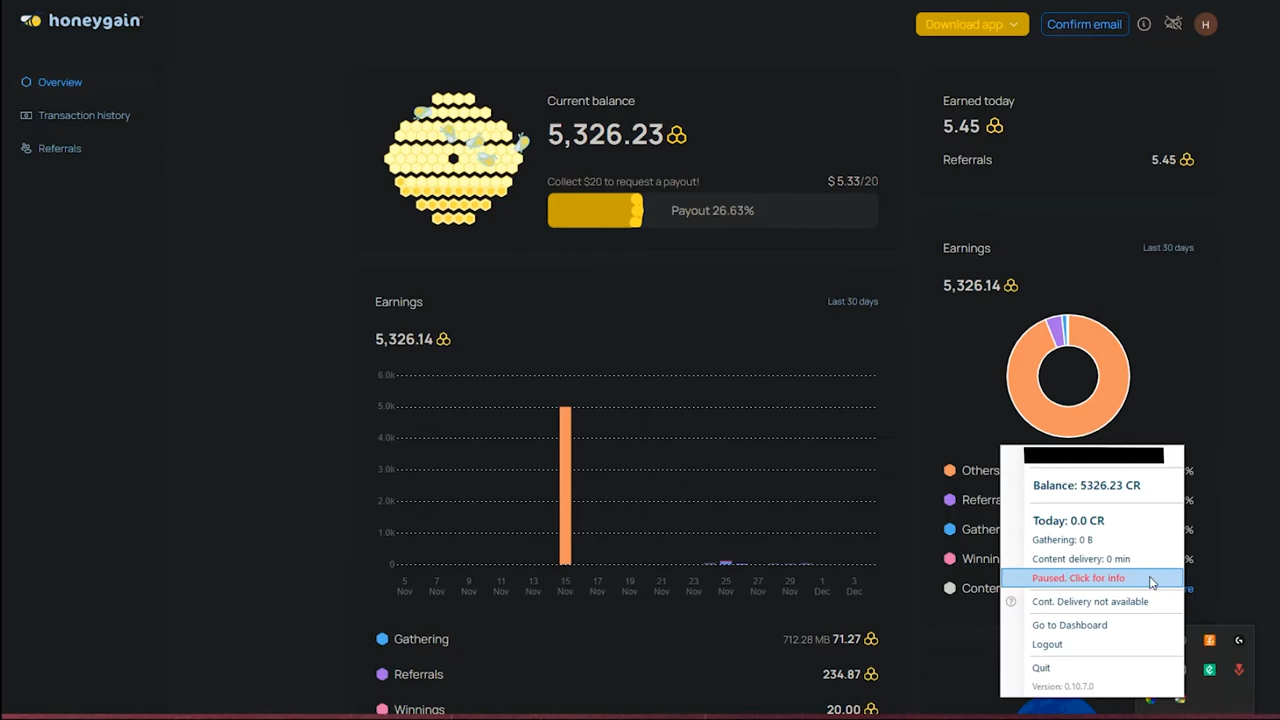 honeygain
Download app
Confirm email
H
Overview
Transaction history
Referrals
Current balance
5,326.23
Collect $20 to request a payout!
$ 5.33/20
Payout 26.63%
Earned today
5.45
Referrals
5.45
Earnings
Last 30 days
5,326.14
Earnings
Last 30 days
5,326.14
6.0k
5.0k
4.0k
3.0k
2.0k
1.0k
0
5 Nov
7 Nov
9 Nov
11 Nov
13 Nov
15 Nov
17 Nov
19 Nov
21 Nov
23 Nov
25 Nov
27 Nov
29 Nov
1 Dec
3 Dec
Gathering
712.28 MB 71.27
Referrals
234.87
Winnings
20.00
Others
%
Referra
%
Gather
%
Winnin
%
Conte
re
Balance: 5326.23 CR
Today: 0.0 CR
Gathering: 0 B
Content delivery: 0 min
Paused. Click for info
Cont. Delivery not available
Go to Dashboard
Logout
Quit
Version: 0.10.7.0